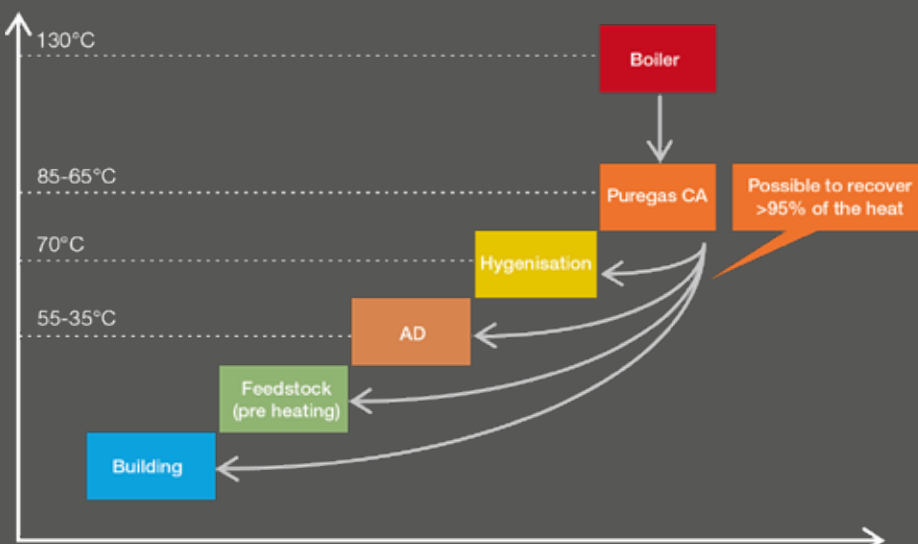 130°C
Boiler
85-65°C
Puregas CA
Possible to recover
>95% of the heat
70°C
Hygenisation
55-35°C
AD
Feedstock
(pre heating)
Building